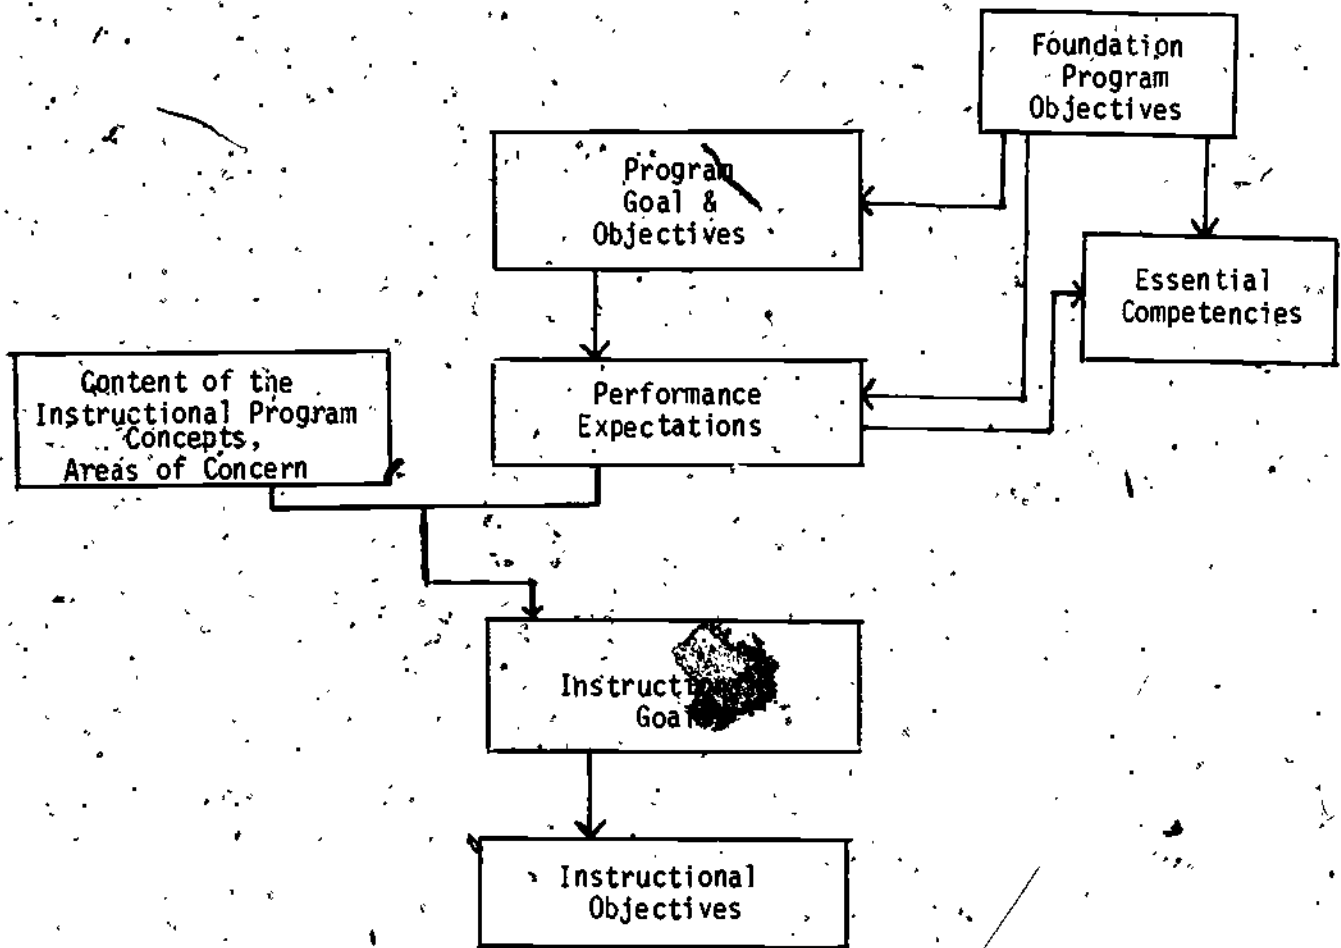 Foundation
Program
Objectives
Program
Goal &
Objectives
Essential
Competencies
Content of the
Instructional Program
Concepts,
Areas of Concern
Performance
Expectations
Instructional
Objectives